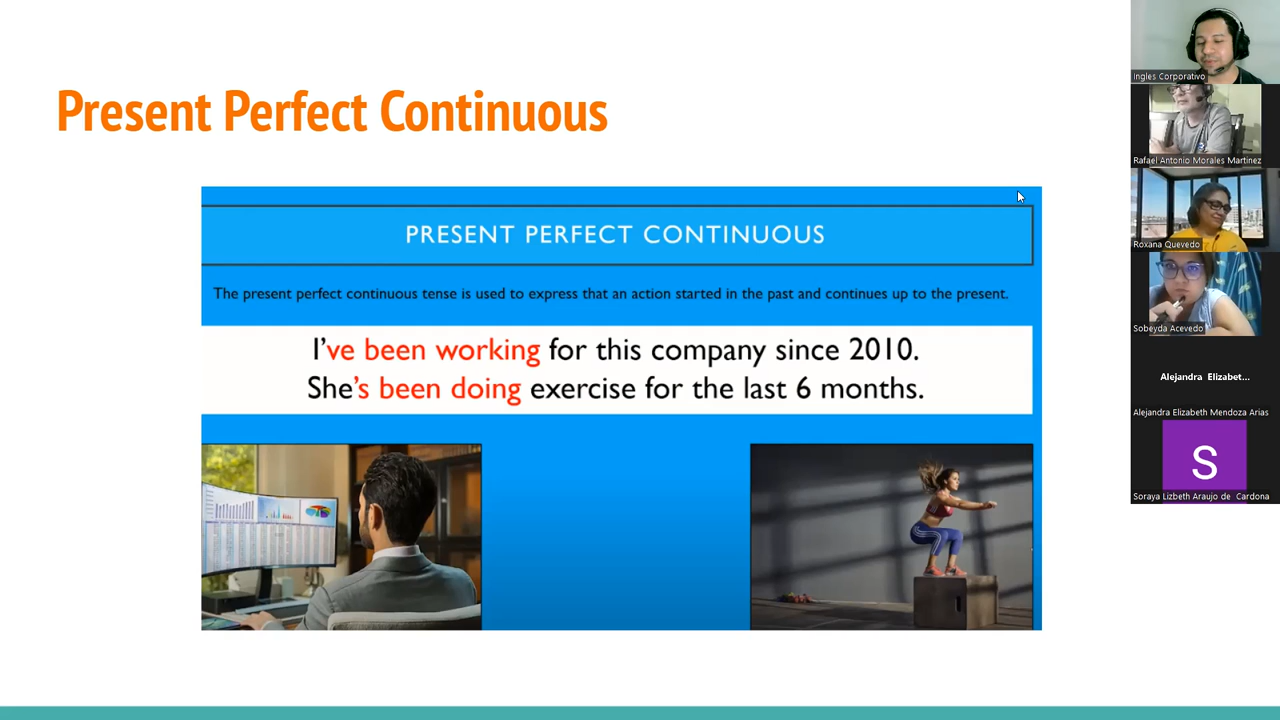 Present Perfect Continuous
PRESENT PERFECT CONTINUOUS
The present perfect continuous tense is used to express that an action started in the past and continues up to the present.
I've been working for this company since 2010.
She's been doing exercise for the last 6 months.
Ingles Corporativo
Rafael Antonio Morales Martinez
Roxana Quevedo
Sobeyda Acevedo
Alejandra Elizabet...
Alejandra Elizabeth Mendoza Arias
S
Soraya Lizbeth Araujo de Cardona